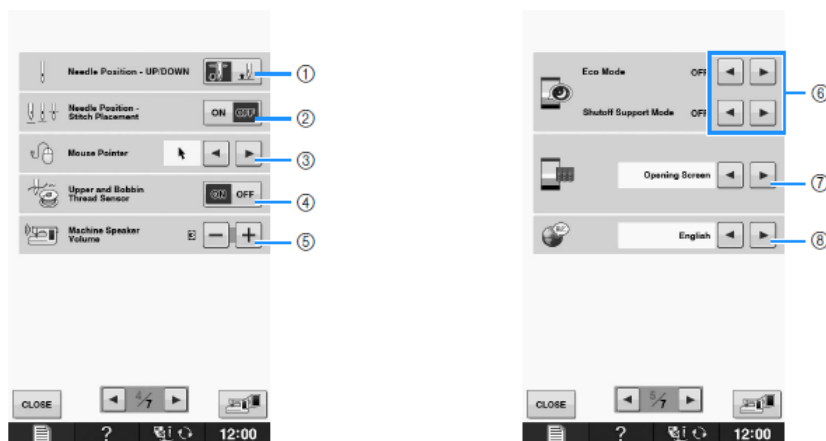 Needle Position - UP/DOWN
①
Needle Position -
Stitch Placement
ON OFF
②
Mouse Pointer
③
Upper and Bobbin
Thread Sensor
ON OFF
④
Machine Speaker
Volume
3
⑤
CLOSE
4/7
?
12:00
Eco Mode OFF
⑥
Shutoff Support Mode OFF
Opening Screen
⑦
English
⑧
CLOSE
5/7
?
12:00